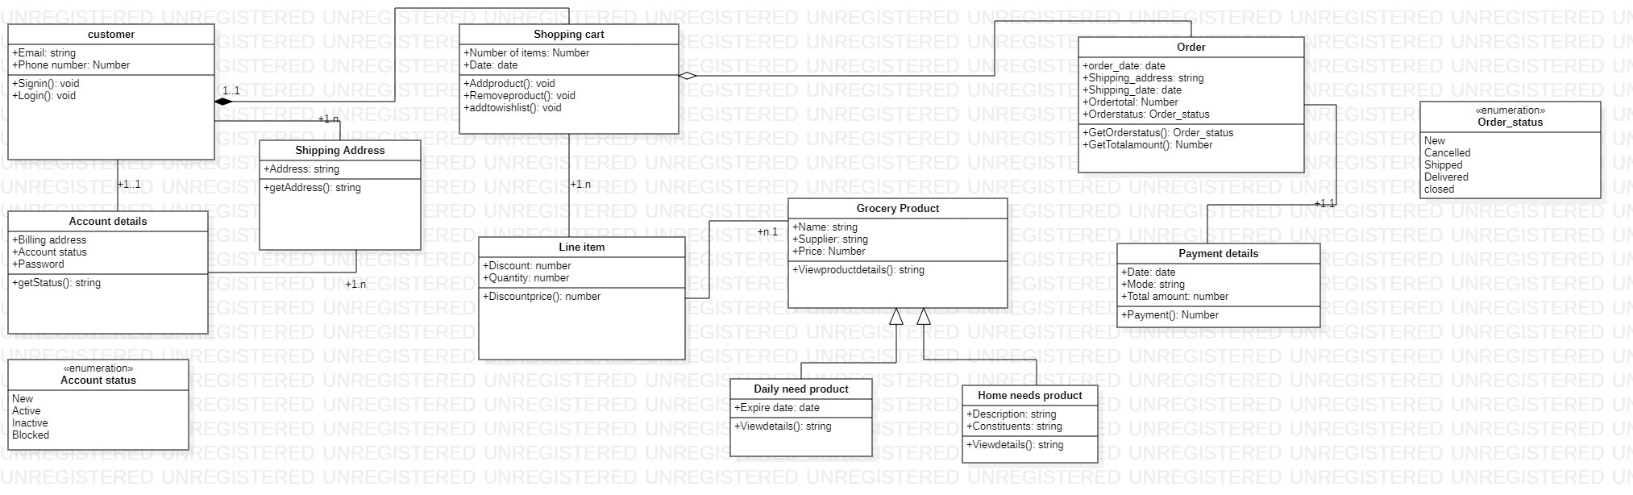 customer
+Email: string
+Phone number: Number
+Signin(): void
+Login(): void
1..1
+1.n
+1..1
Shipping Address
+Address: string
+getAddress(): string
+1.n
Account details
+Billing address
+Account status
+Password
+getStatus(): string
«enumeration»
Account status
New
Active
Inactive
Blocked
Shopping cart
+Number of items: Number
+Date: date
+Addproduct(): void
+Removeproduct(): void
+addtowishlist(): void
+1.n
Line item
+Discount: number
+Quantity: number
+Discountprice(): number
+n.1
Grocery Product
+Name: string
+Supplier: string
+Price: Number
+Viewproductdetails(): string
Daily need product
+Expire date: date
+Viewdetails(): string
Home needs product
+Description: string
+Constituents: string
+Viewdetails(): string
Order
+order_date: date
+Shipping_address: string
+Shipping_date: date
+Ordertotal: Number
+Orderstatus: Order_status
+GetOrderstatus(): Order_status
+GetTotalamount(): Number
+1.1
Payment details
+Date: date
+Mode: string
+Total amount: number
+Payment(): Number
«enumeration»
Order_status
New
Cancelled
Shipped
Delivered
closed
UNREGISTERED